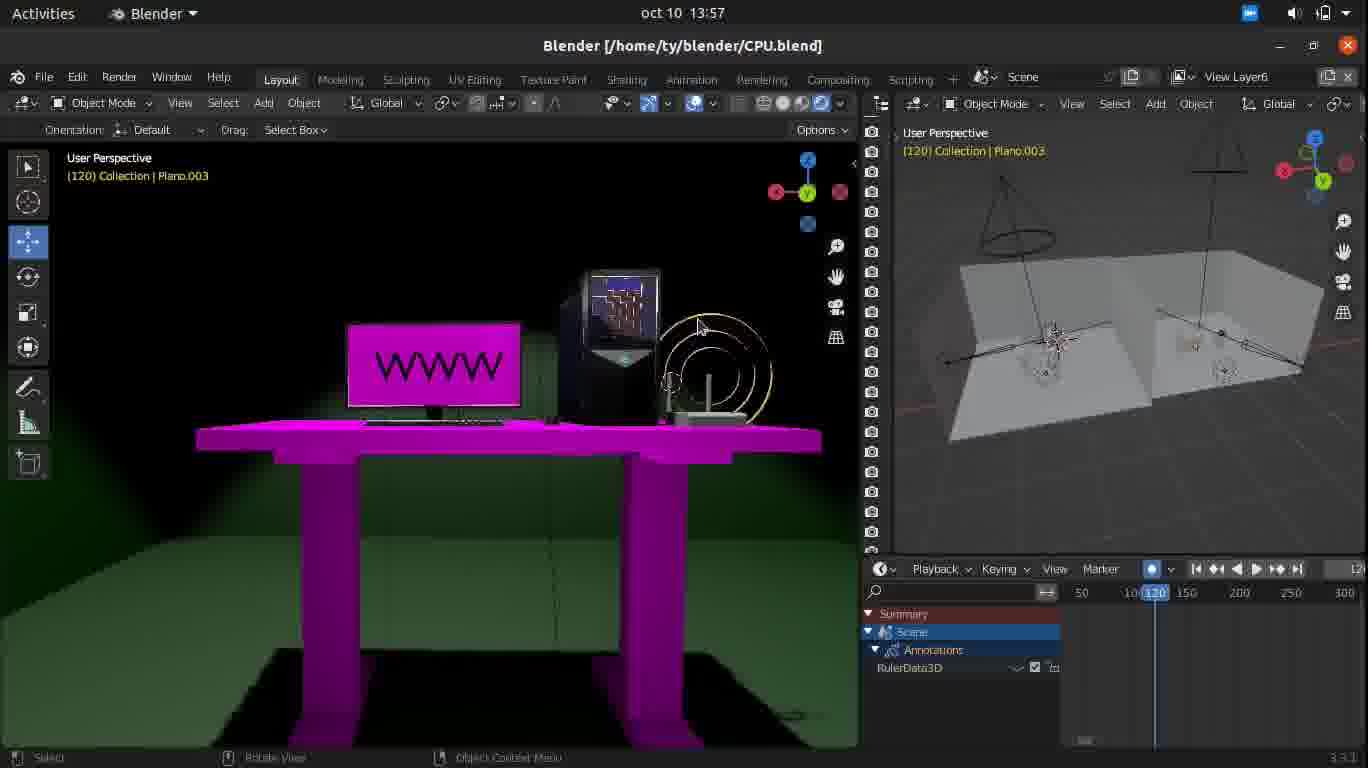 Activities
Blender
oct 10 13:57
Blender [/home/ty/blender/CPU.blend]
File Edit Render Window Help
Layout Modeling Sculpting UV Editing Texture Paint Shading Animation Rendering Compositing Scripting +
Scene
View Layer6
Object Mode View Select Add Object Global
Object Mode View Select Add Object Global
Orientation: Default Drag: Select Box
Options
User Perspective
(120) Collection | Plano.003
User Perspective
(120) Collection | Plano.003
Z
X
Y
Z
X
Y
WWW
Playback Keying View Marker
120
50 100 120 150 200 250 300
Summary
Scene
Annotations
RulerData3D
Select
Rotate View
Object Context Menu
3.3.1